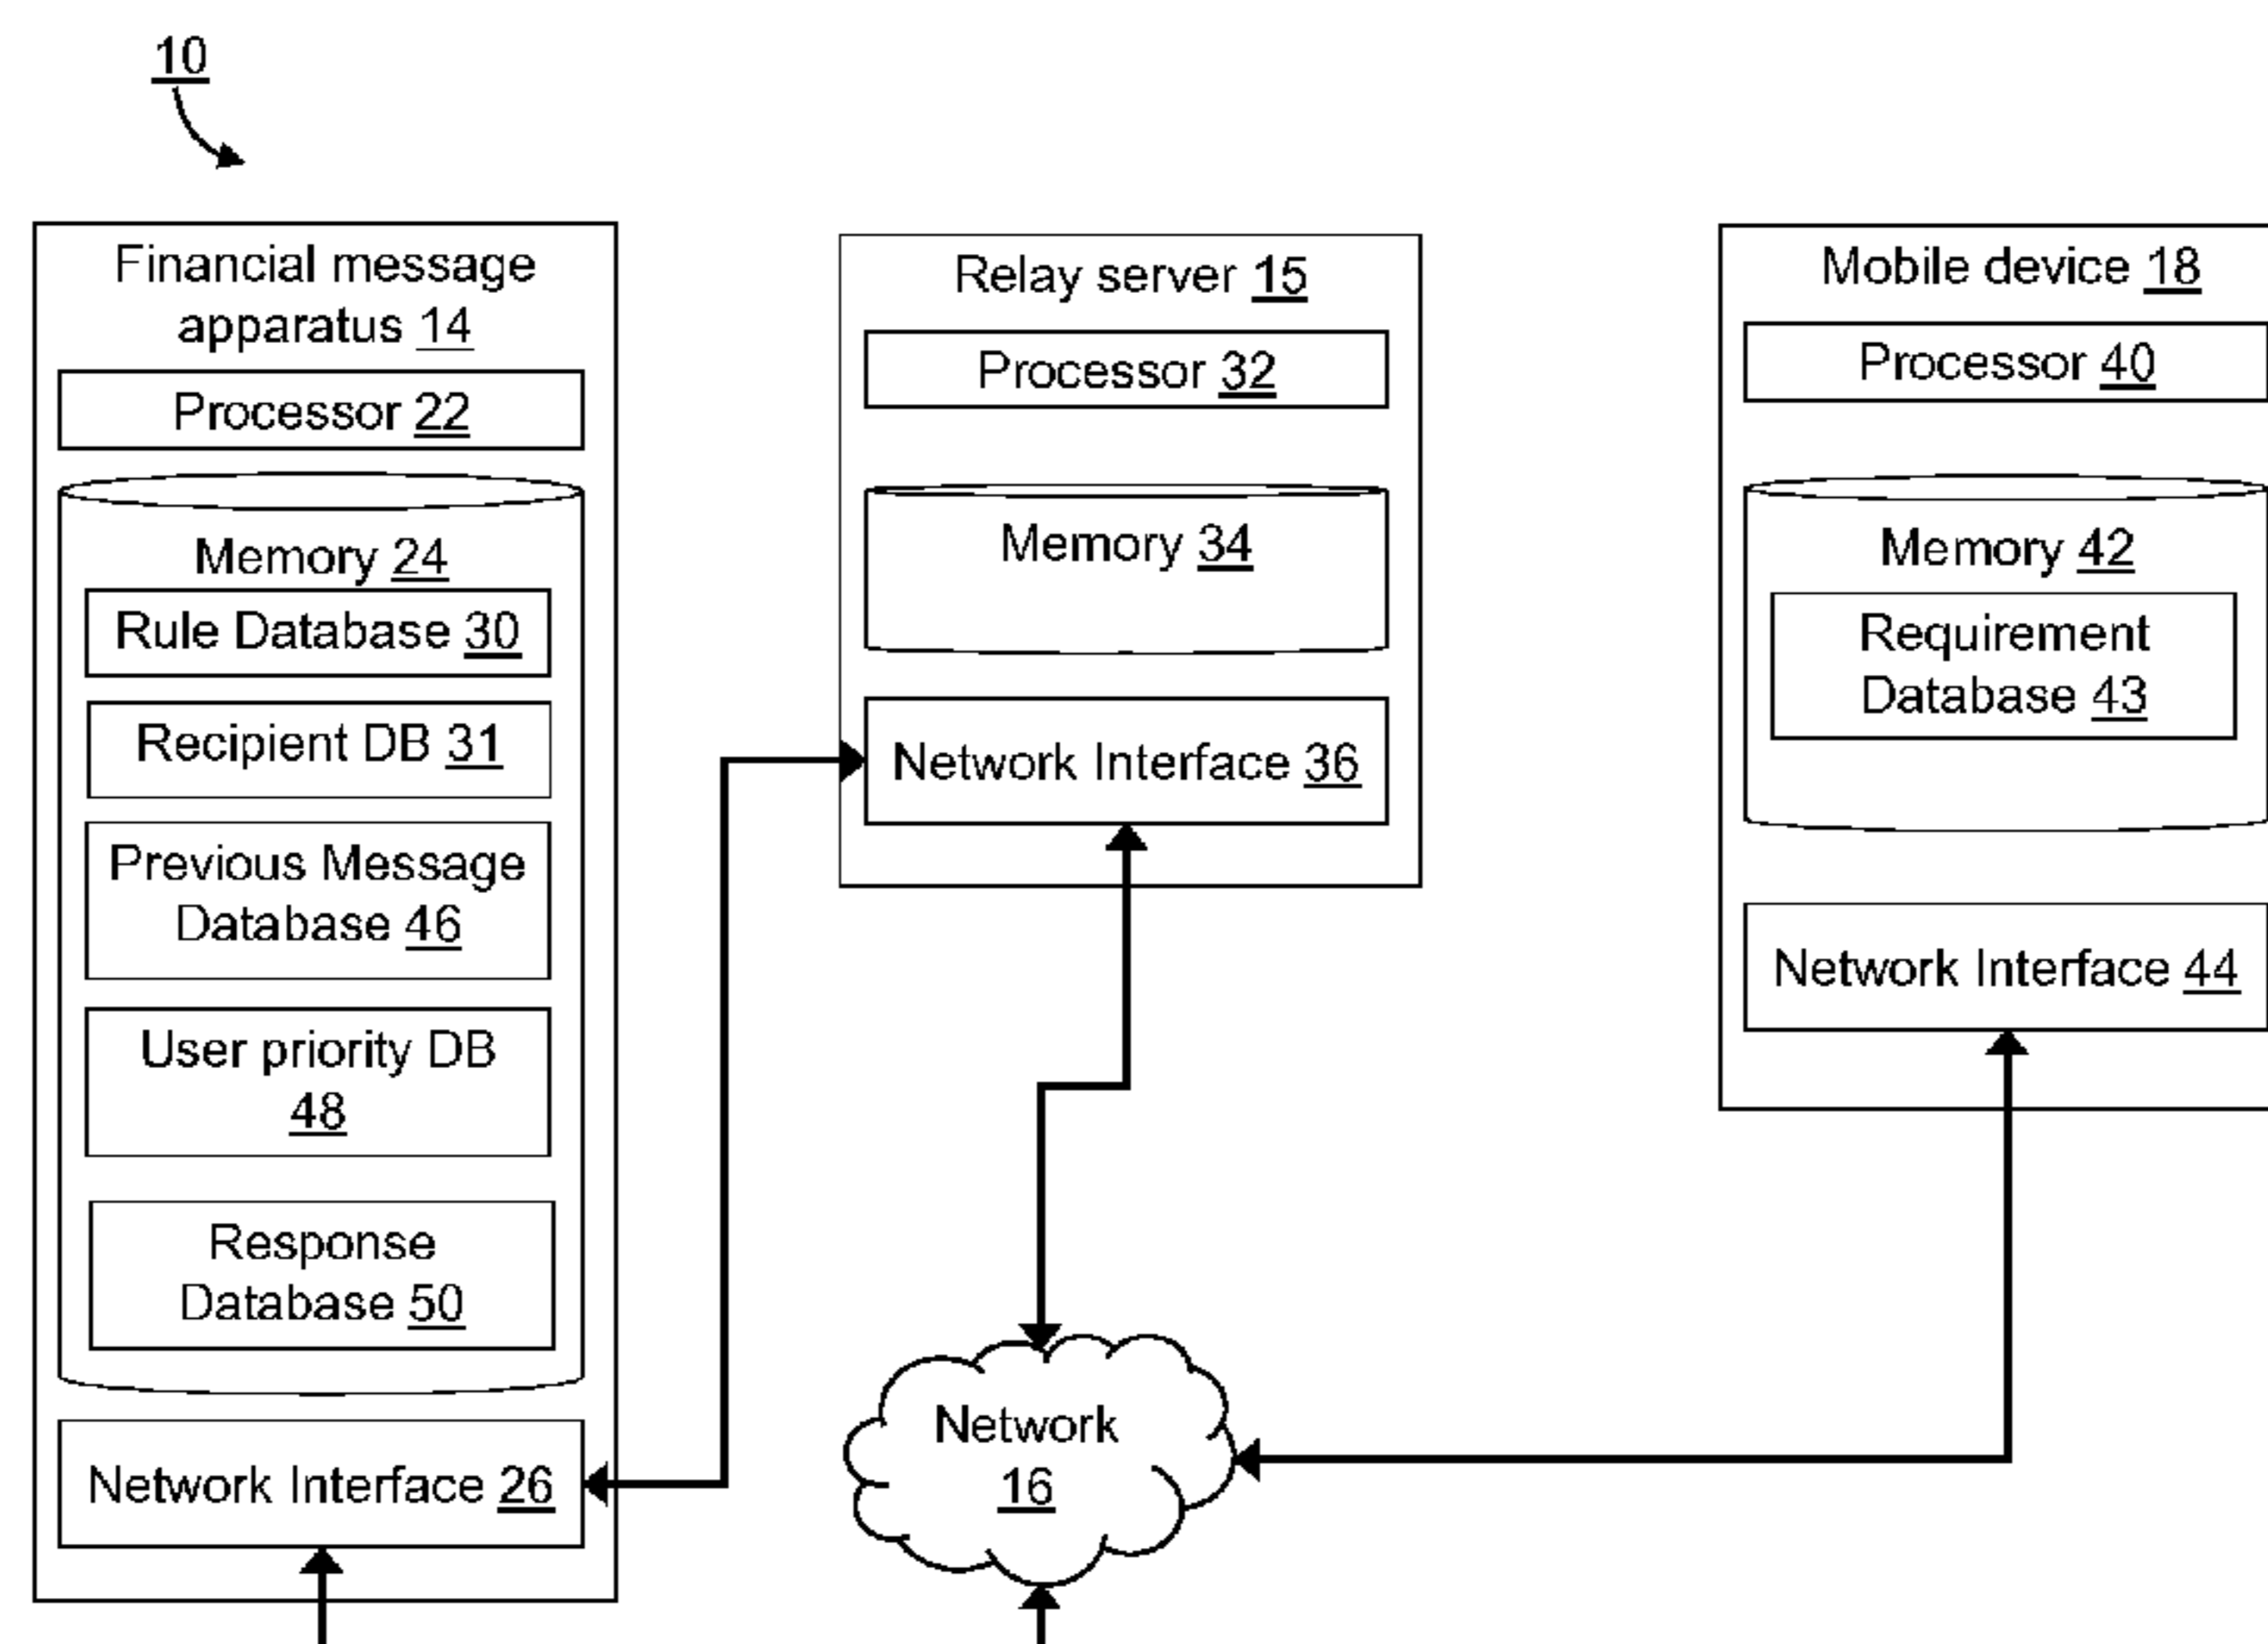 10
Financial message
apparatus 14
Processor 22
Memory 24
Rule Database 30
Recipient DB 31
Previous Message
Database 46
User priority DB
48
Response
Database 50
Network Interface 26
Relay server 15
Processor 32
Memory 34
Network Interface 36
Network
16
Mobile device 18
Processor 40
Memory 42
Requirement
Database 43
Network Interface 44